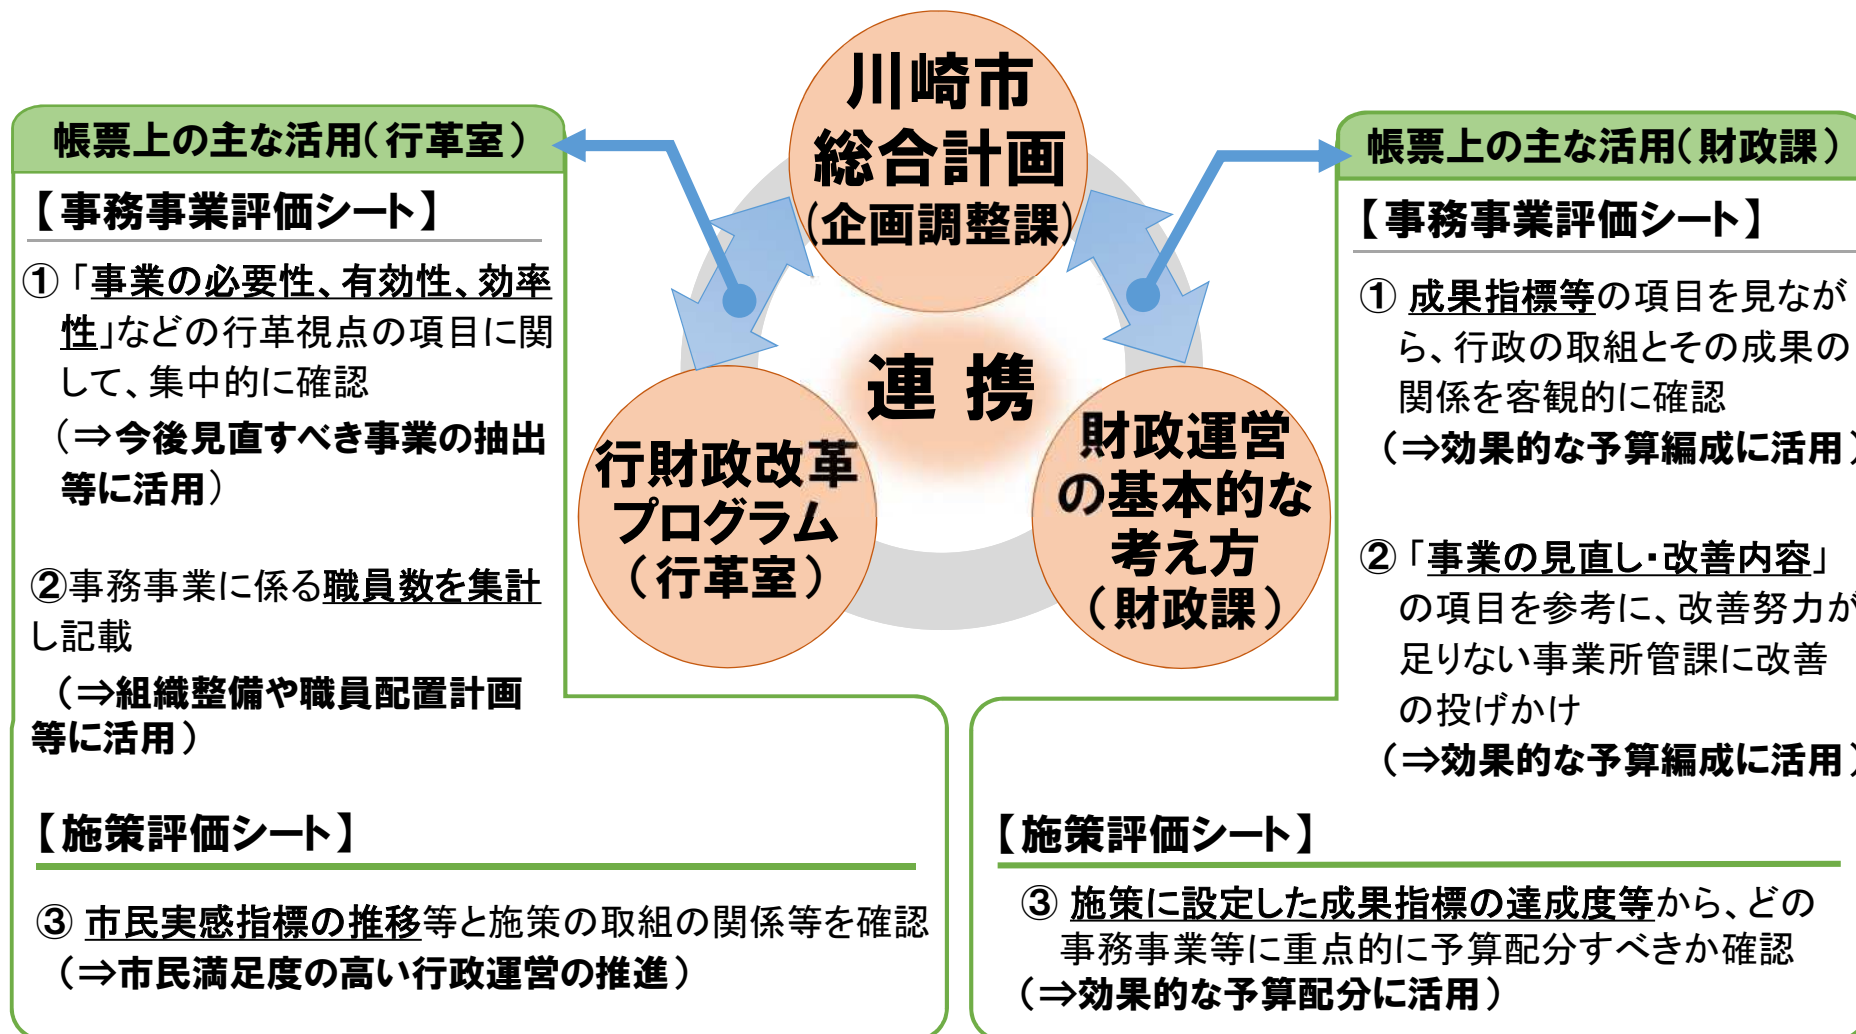 川崎市
総合計画
(企画調整課)
連 携
行財政改革
プログラム
(行革室)
財政運営
の基本的な
考え方
(財政課)
帳票上の主な活用(行革室)
【事務事業評価シート】
①「事業の必要性、有効性、効率
性」などの行革視点の項目に関
して、集中的に確認
(⇒今後見直すべき事業の抽出
等に活用)
②事務事業に係る職員数を集計
し記載
(⇒組織整備や職員配置計画
等に活用)
【施策評価シート】
③ 市民実感指標の推移等と施策の取組の関係等を確認
(⇒市民満足度の高い行政運営の推進)
帳票上の主な活用(財政課)
【事務事業評価シート】
① 成果指標等の項目を見なが
ら、行政の取組とその成果の
関係を客観的に確認
(⇒効果的な予算編成に活用)
②「事業の見直し・改善内容」
の項目を参考に、改善努力が
足りない事業所管課に改善
の投げかけ
(⇒効果的な予算編成に活用)
【施策評価シート】
③ 施策に設定した成果指標の達成度等から、どの
事務事業等に重点的に予算配分すべきか確認
(⇒効果的な予算配分に活用)